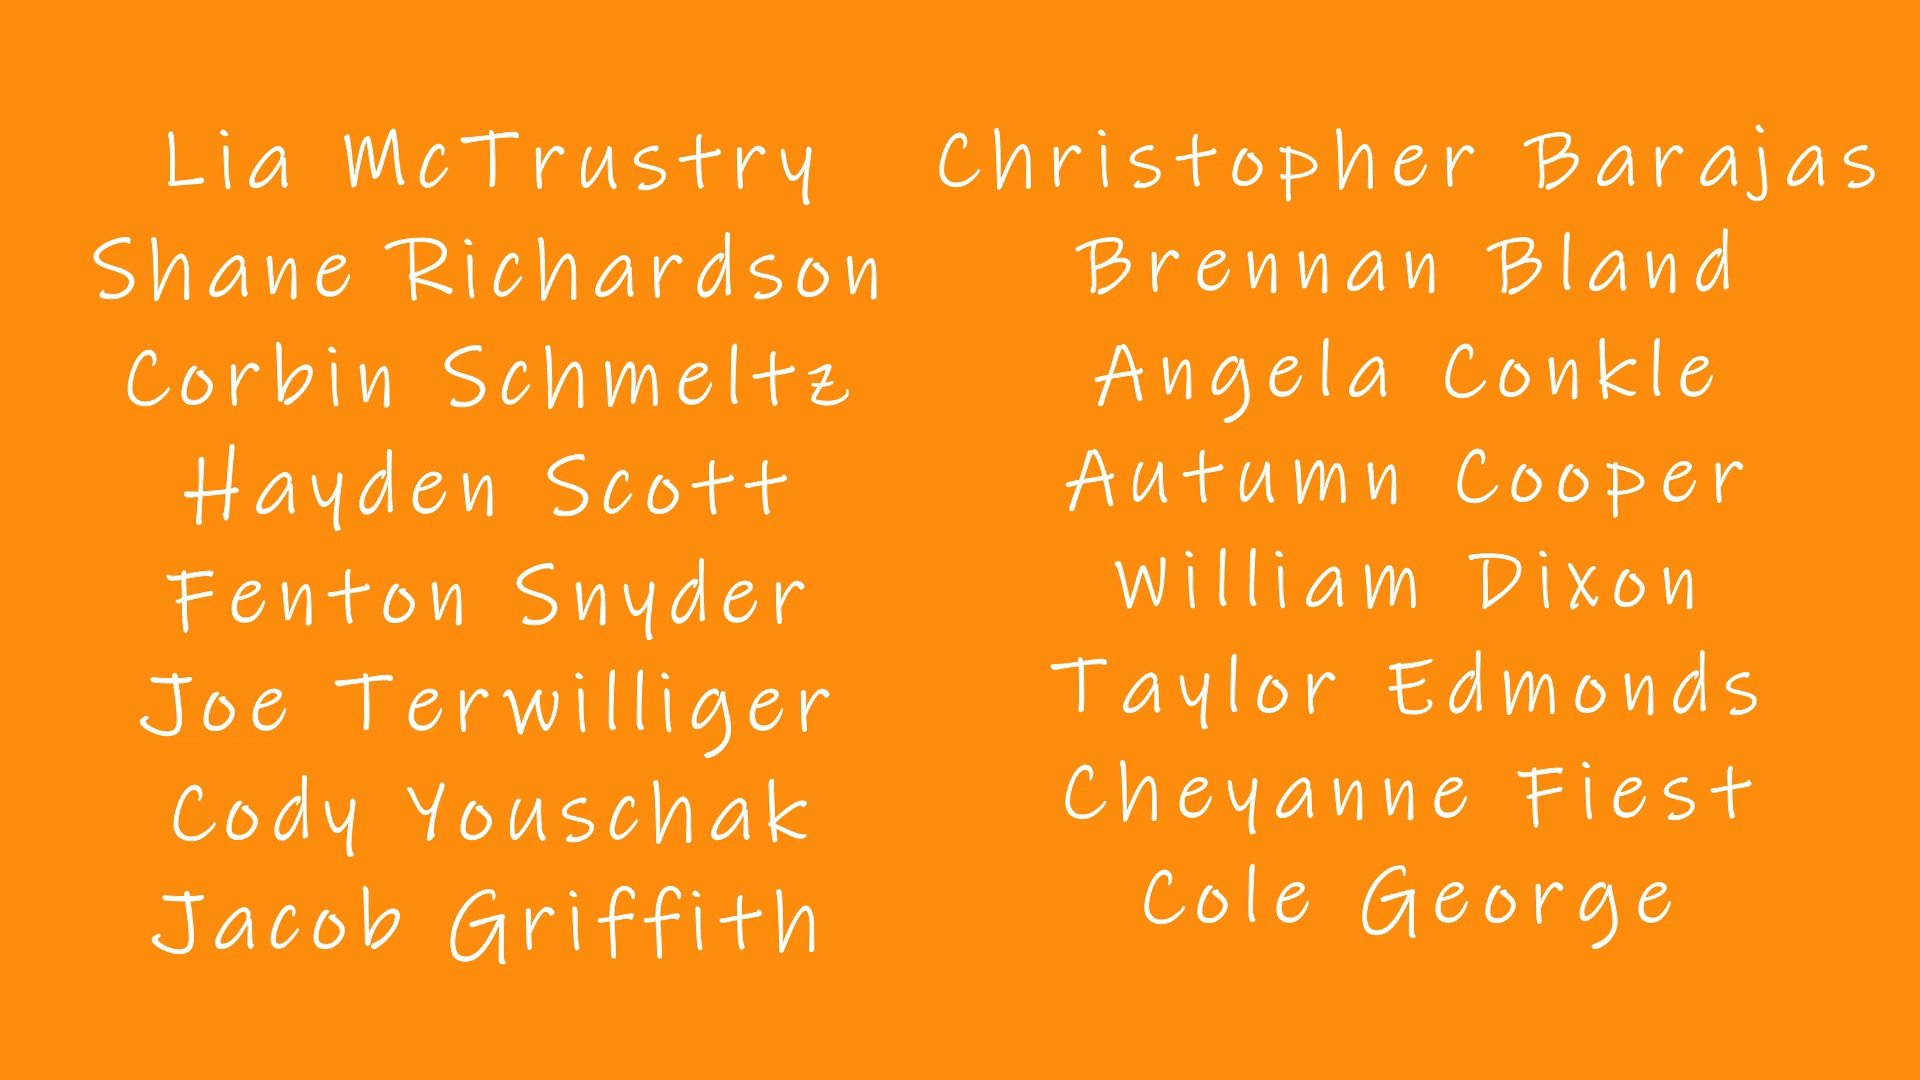 Lia McTrustry
Shane Richardson
Corbin Schmeltz
Hayden Scott
Fenton Snyder
Joe Terwilliger
Cody Youschak
Jacob Griffith
Christopher Barajas
Brennan Bland
Angela Conkle
Autumn Cooper
William Dixon
Taylor Edmonds
Cheyanne Fiest
Cole George